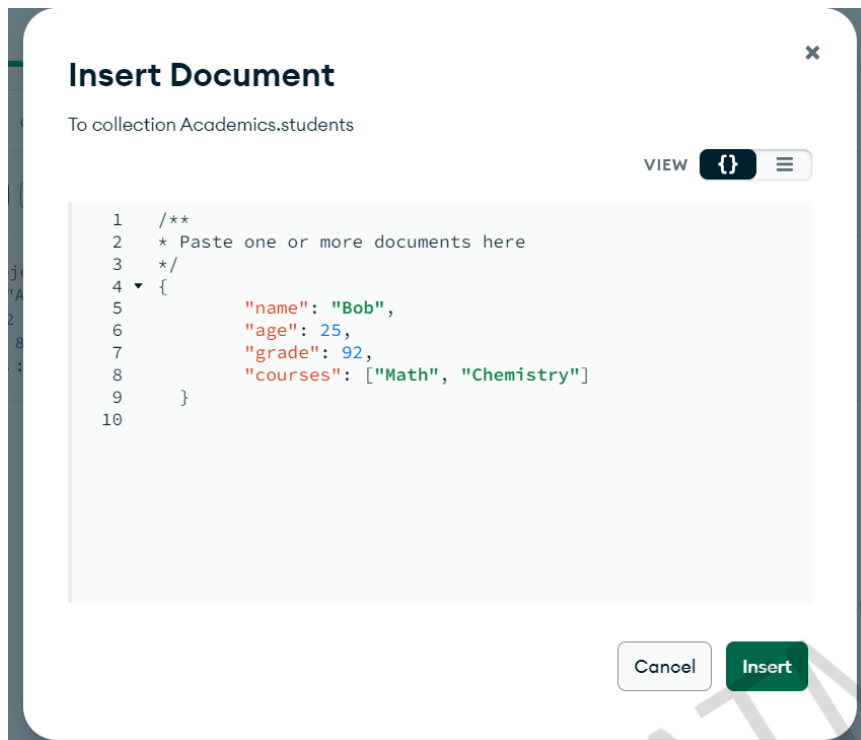 Insert Document
To collection Academics.students
VIEW {}
1 /**
2 * Paste one or more documents here
3 */
4 {
5 "name": "Bob",
6 "age": 25,
7 "grade": 92,
8 "courses": ["Math", "Chemistry"]
9 }
10
Cancel Insert